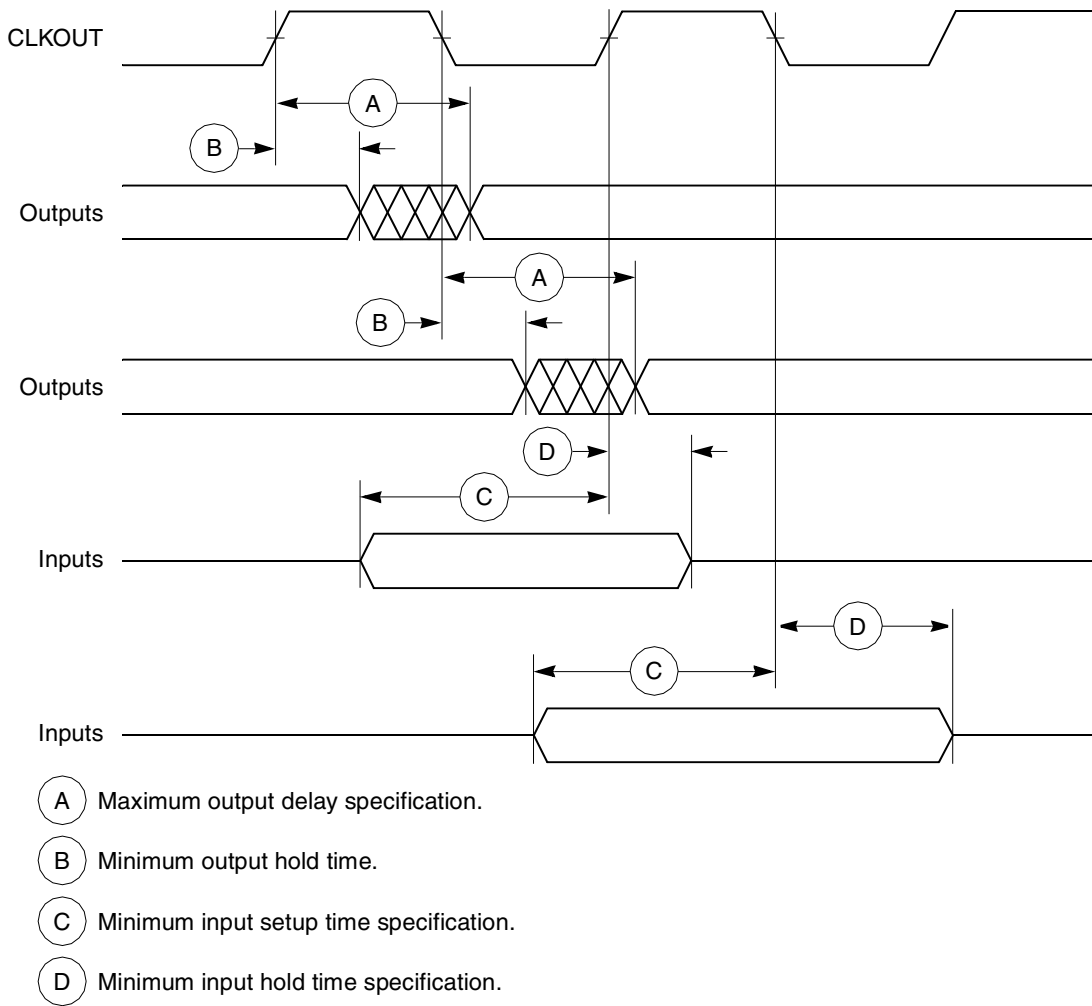 CLKOUT
A
B
Outputs
A
B
Outputs
D
C
Inputs
D
C
Inputs
A Maximum output delay specification.
B Minimum output hold time.
C Minimum input setup time specification.
D Minimum input hold time specification.